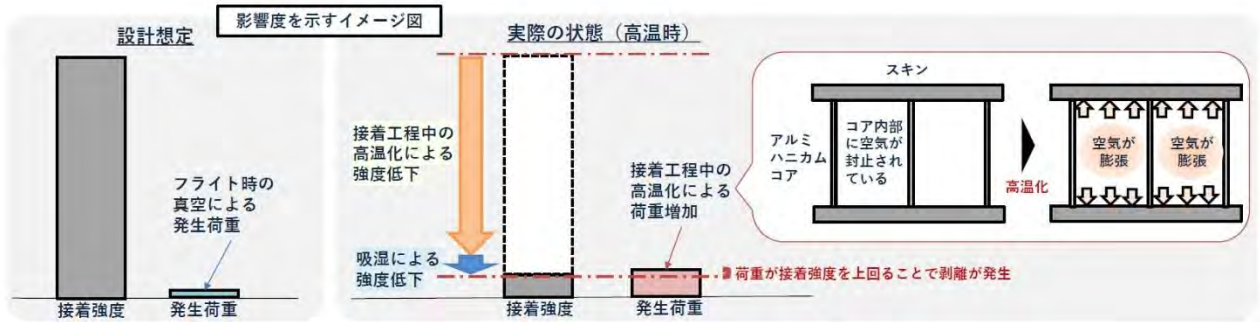 影響度を示すイメージ図
設計想定
フライト時の
真空による
発生荷重
接着強度
発生荷重
実際の状態(高温時)
接着工程中の
高温化による
強度低下
吸湿による
強度低下
接着強度
接着工程中の
高温化による
荷重増加
発生荷重
荷重が接着強度を上回ることで剥離が発生
スキン
アルミ
ハニカム
コア
コア内部
に空気が
封止され
ている
高温化
空気が
膨張
空気が
膨張